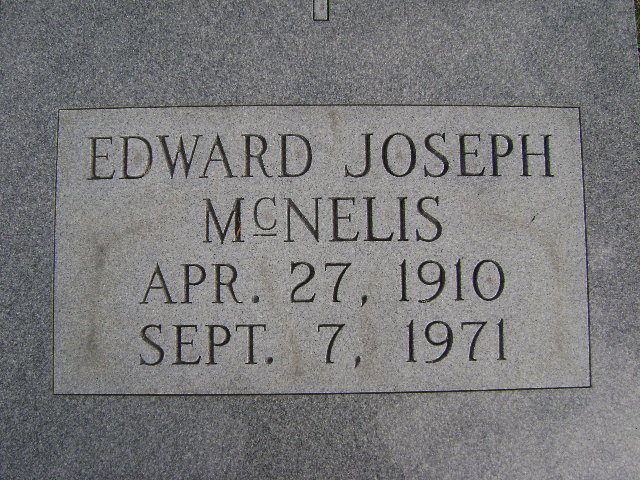 EDWARD JOSEPH
McNELIS
APR. 27, 1910
SEPT. 7, 1971